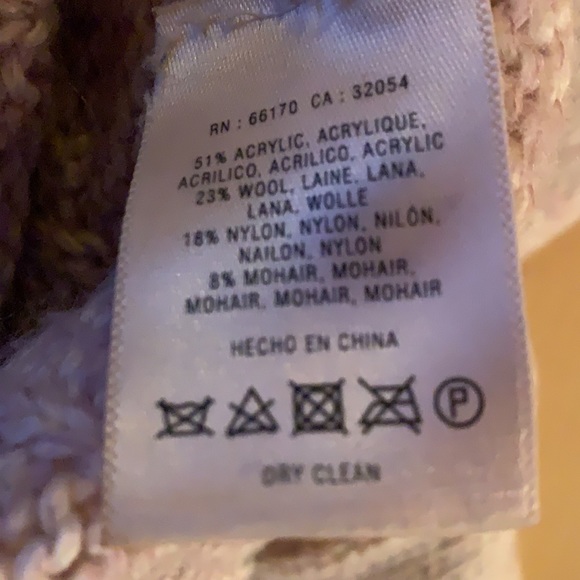 RN : 66170 CA : 32054
51% ACRYLIC, ACRYLIQUE,
ACRILICO, ACRILICO, ACRYLIC
23% WOOL, LAINE, LANA,
LANA, WOLLE
18% NYLON, NYLON, NILÓN,
NAILON, NYLON
8% MOHAIR, MOHAIR,
MOHAIR, MOHAIR, MOHAIR
HECHO EN CHINA
P
DRY CLEAN